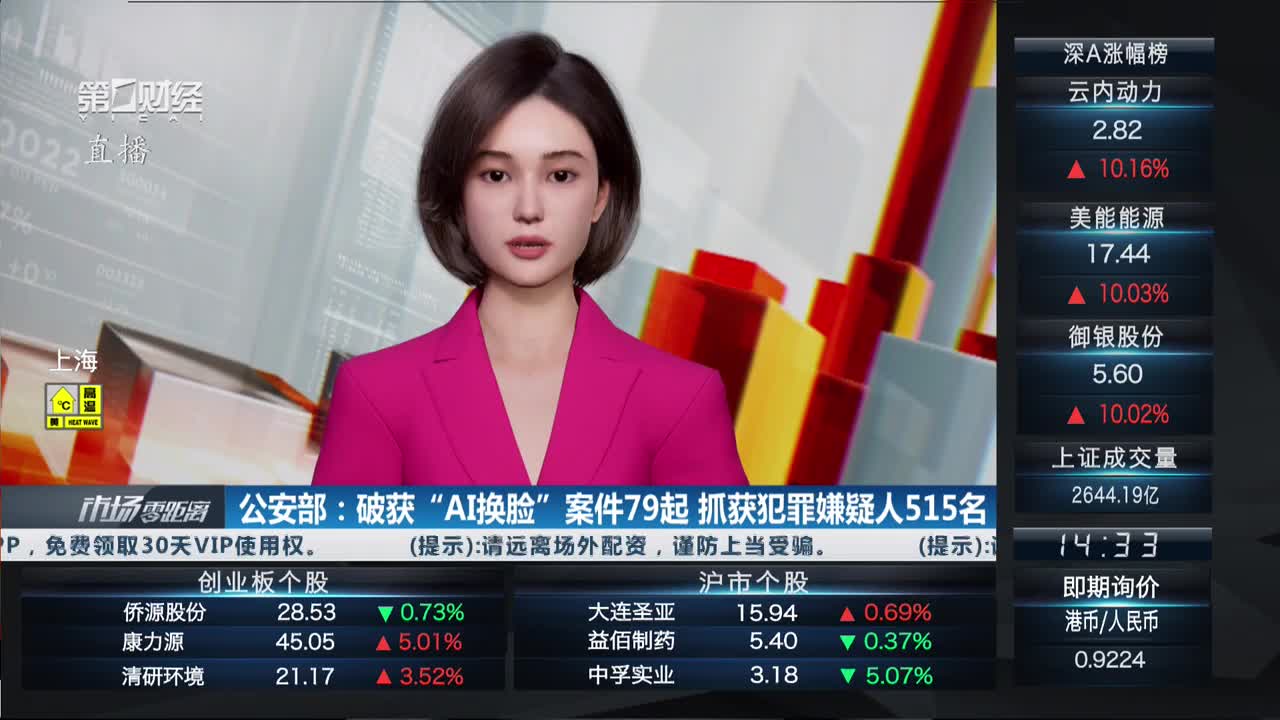 第一财经
YICAI
直播
上海
℃
高温
黄 HEAT WAVE
市场零距离
公安部：破获“AI换脸”案件79起 抓获犯罪嫌疑人515名
PP，免费领取30天VIP使用权。 (提示):请远离场外配资，谨防上当受骗。 (提示):
创业板个股
侨源股份 28.53 ▼0.73%
康力源 45.05 ▲5.01%
清研环境 21.17 ▲3.52%
沪市个股
大连圣亚 15.94 ▲0.69%
益佰制药 5.40 ▼0.37%
中孚实业 3.18 ▼5.07%
深A涨幅榜
云内动力
2.82
▲ 10.16%
美能能源
17.44
▲ 10.03%
御银股份
5.60
▲ 10.02%
上证成交量
2644.19亿
14:33
即期询价
港币/人民币
0.9224